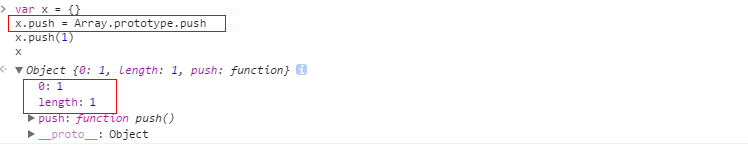 > var x = {}
x.push = Array.prototype.push
x.push(1)
x
▼Object {0: 1, length: 1, push: function} i
0: 1
length: 1
▶push: function push()
▶__proto__: Object